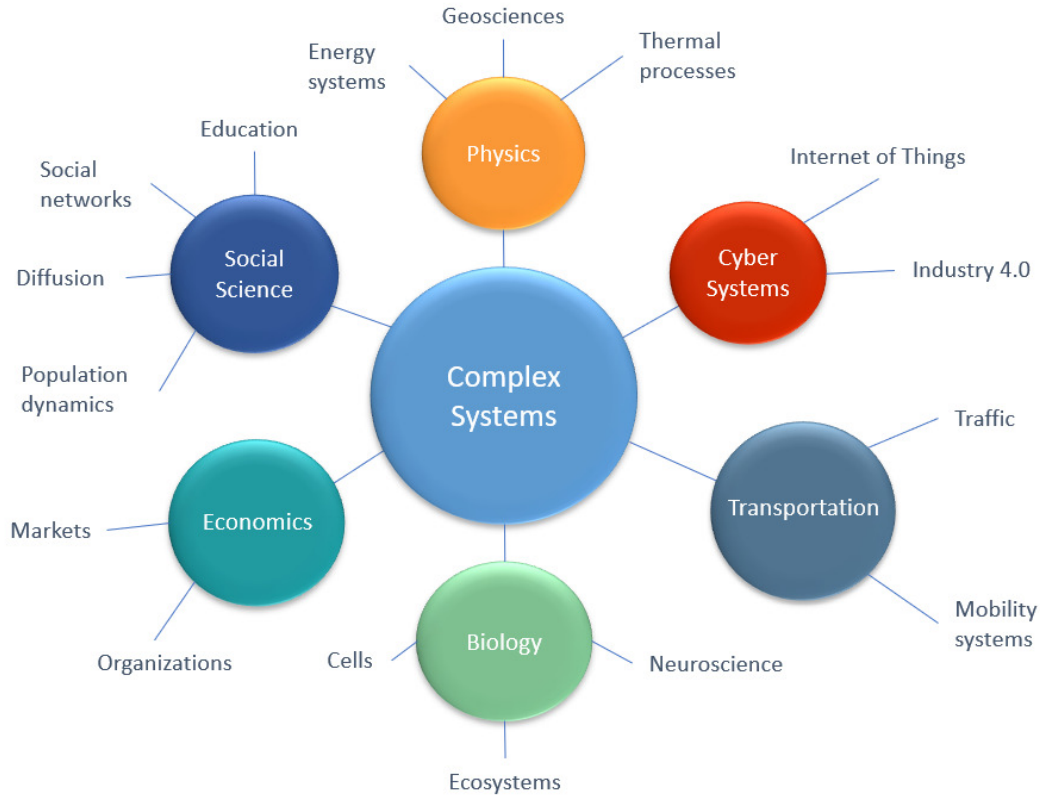 Geosciences
Energy
systems
Thermal
processes
Physics
Education
Social
networks
Diffusion
Population
dynamics
Social
Science
Internet of Things
Industry 4.0
Cyber
Systems
Complex
Systems
Traffic
Mobility
systems
Transportation
Markets
Organizations
Economics
Cells
Neuroscience
Ecosystems
Biology